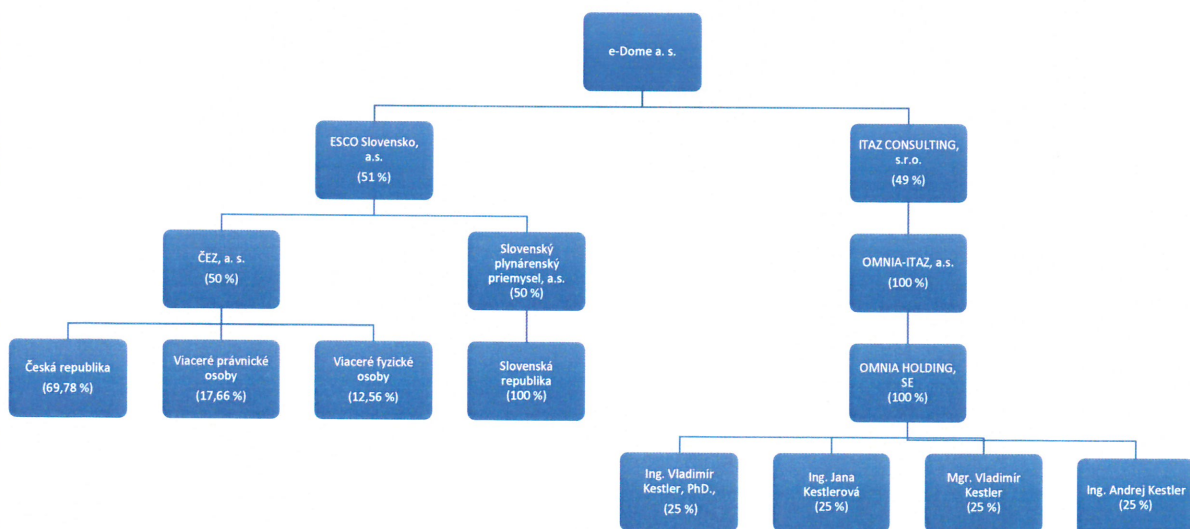 e-Dome a. s.
ESCO Slovensko,
a.s.
(51 %)
ITAZ CONSULTING,
s.r.o.
(49 %)
ČEZ, a. s.
(50 %)
Slovenský
plynárenský
priemysel, a.s.
(50 %)
OMNIA-ITAZ, a.s.
(100 %)
Česká republika
(69,78 %)
Viaceré právnické
osoby
(17,66 %)
Viaceré fyzické
osoby
(12,56 %)
Slovenská
republika
(100 %)
OMNIA HOLDING,
SE
(100 %)
Ing. Vladimír
Kestler, PhD.,
(25 %)
Ing. Jana
Kestlerová
(25 %)
Mgr. Vladimír
Kestler
(25 %)
Ing. Andrej Kestler
(25 %)